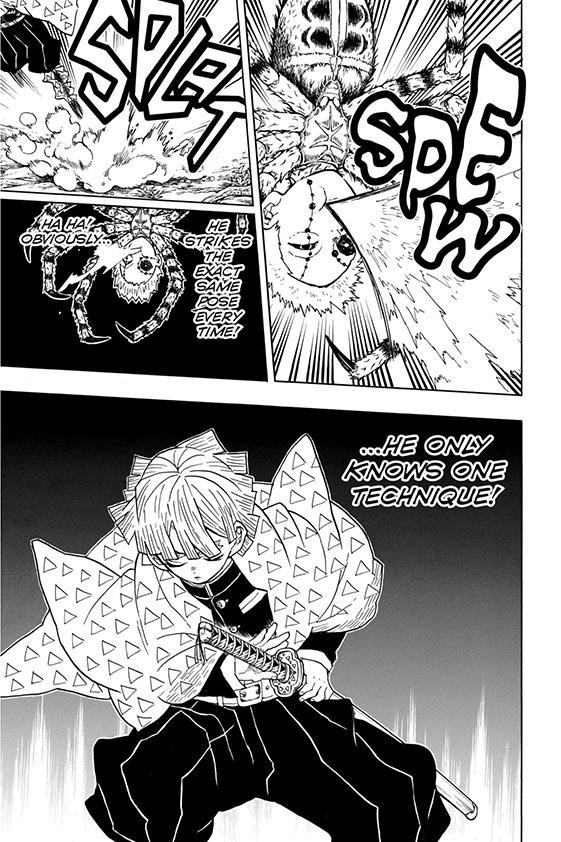 SPEW
SPLAT
HE
STRIKES
THE
EXACT
SAME
POSE
EVERY
TIME!
HA HA!
OBVIOUSLY...
...HE ONLY
KNOWS ONE
TECHNIQUE!